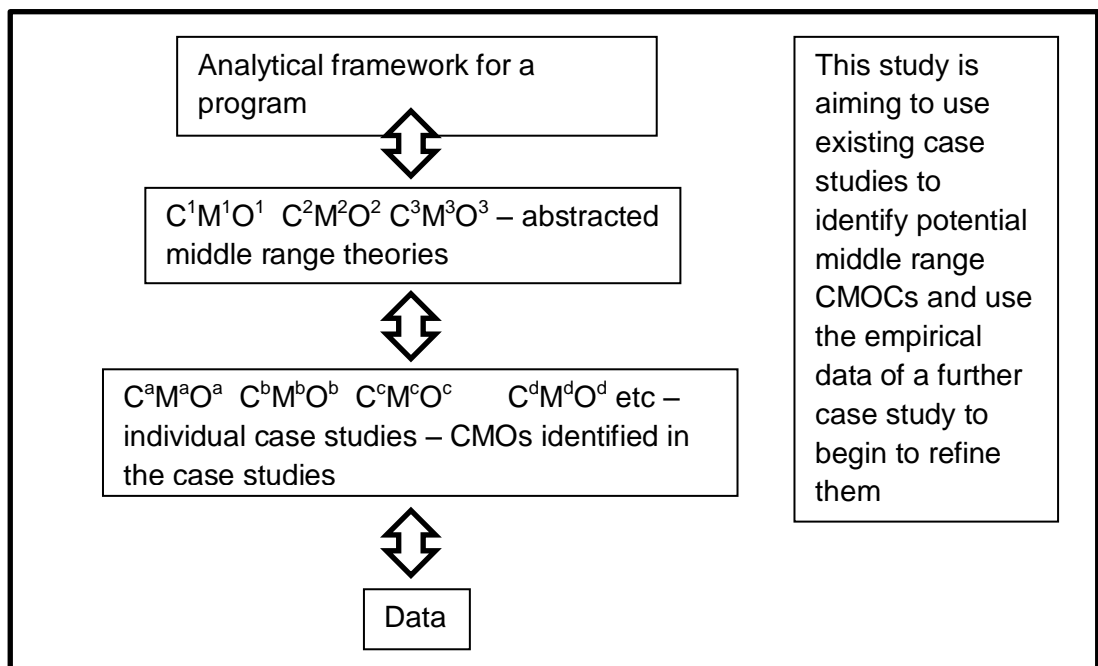 Analytical framework for a
program
C¹M¹O¹  C²M²O² C³M³O³ – abstracted
middle range theories
CᵃMᵃOᵃ  CᵇMᵇOᵇ  CᶜMᶜOᶜ  CᵈMᵈOᵈ etc –
individual case studies – CMOs identified in
the case studies
Data
This study is
aiming to use
existing case
studies to
identify potential
middle range
CMOCs and use
the empirical
data of a further
case study to
begin to refine
them